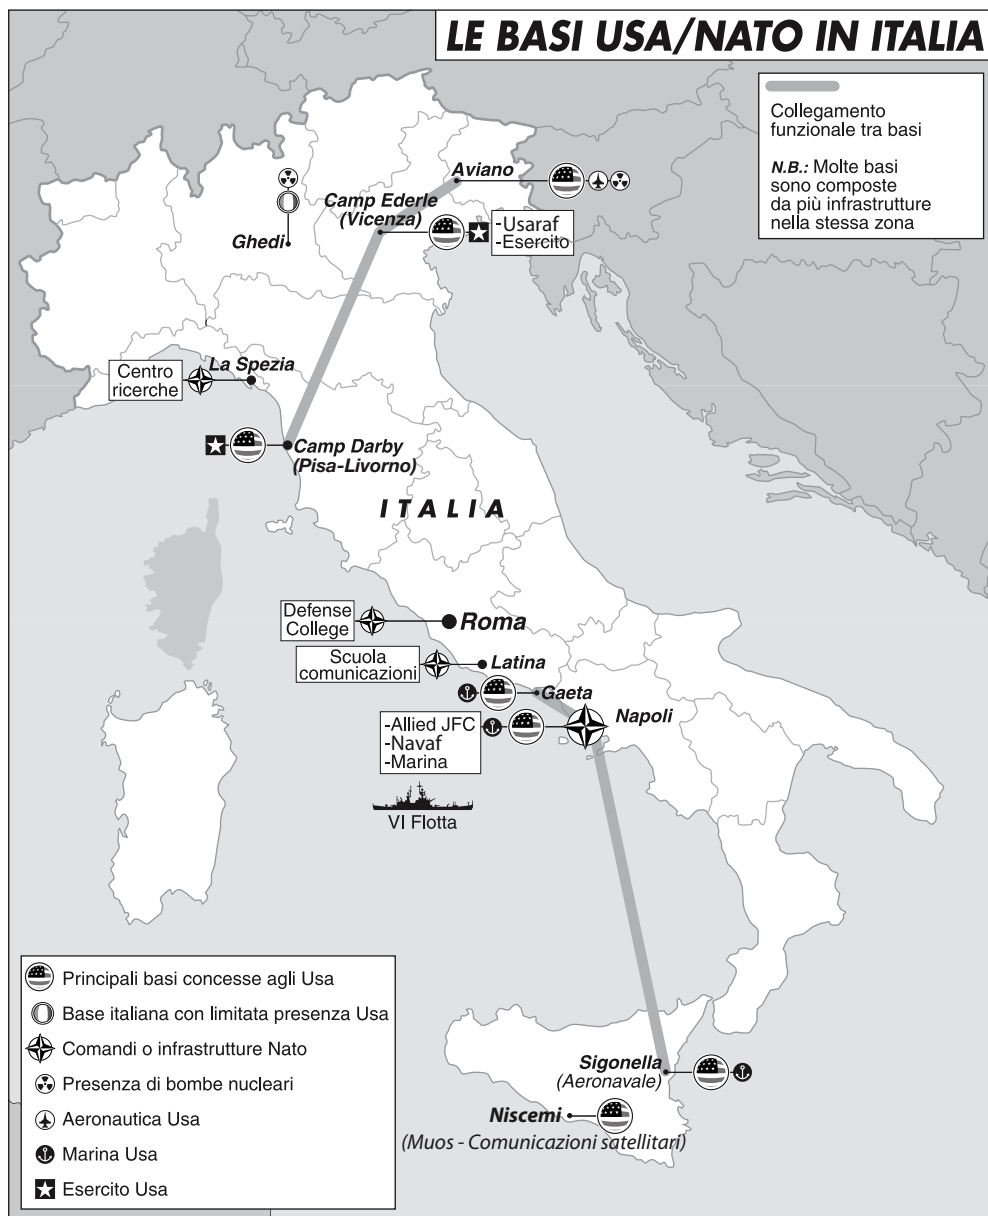 LE BASI USA/NATO IN ITALIA
Collegamento
funzionale tra basi
N.B.: Molte basi
sono composte
da più infrastrutture
nella stessa zona
Aviano
Camp Ederle
(Vicenza)
-Usaraf
-Esercito
Ghedi
La Spezia
Centro
ricerche
Camp Darby
(Pisa-Livorno)
ITALIA
Defense
College
Roma
Scuola
comunicazioni
Latina
Gaeta
-Allied JFC
-Navaf
-Marina
Napoli
VI Flotta
Principali basi concesse agli Usa
Base italiana con limitata presenza Usa
Comandi o infrastrutture Nato
Presenza di bombe nucleari
Aeronautica Usa
Marina Usa
Esercito Usa
Sigonella
(Aeronavale)
Niscemi
(Muos - Comunicazioni satellitari)